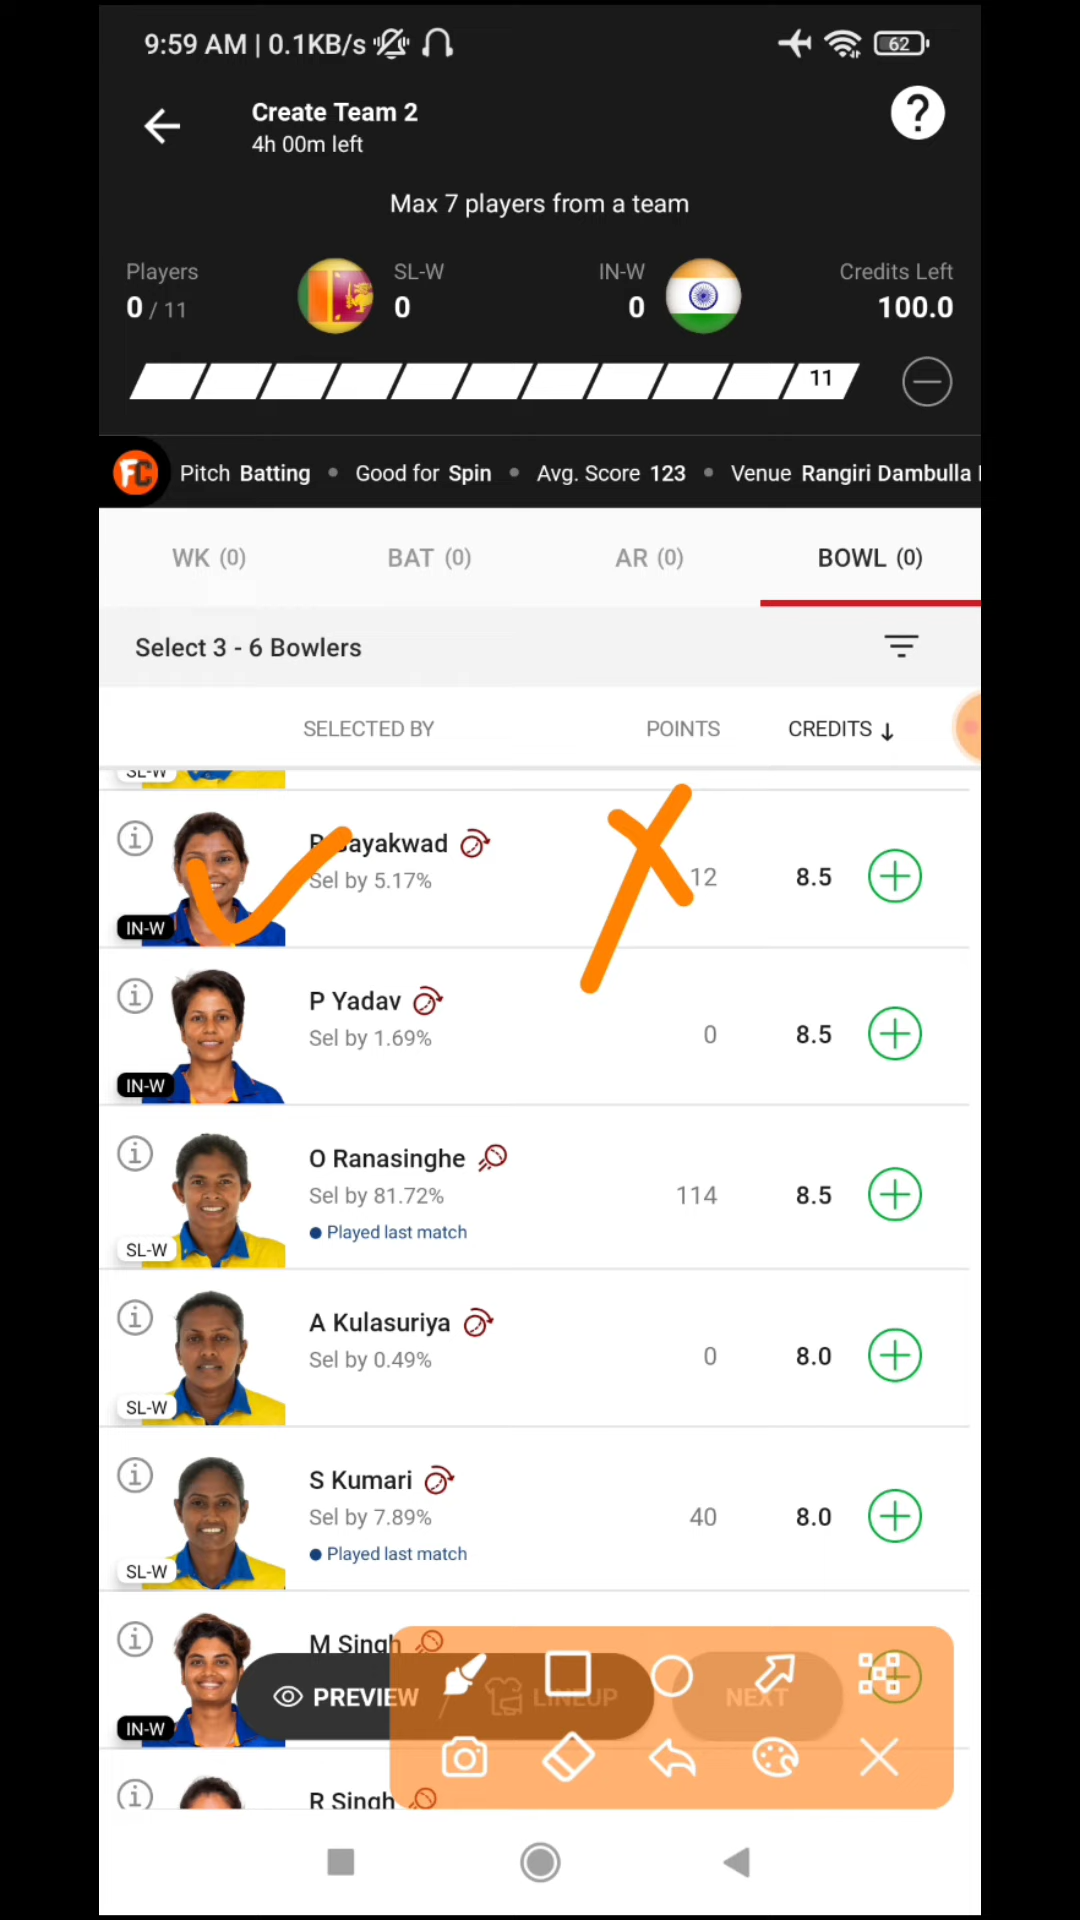 9:59 AM | 0.1KB/s
62
Create Team 2
4h 00m left
?
Max 7 players from a team
Players
0 / 11
SL-W
0
IN-W
0
Credits Left
100.0
11
FC Pitch Batting • Good for Spin • Avg. Score 123 • Venue Rangiri Dambulla
WK (0) BAT (0) AR (0) BOWL (0)
Select 3 - 6 Bowlers
SELECTED BY POINTS CREDITS ↓
SL-W
Sel by 5.17%
12 8.5
IN-W
P Yadav
Sel by 1.69%
0 8.5
IN-W
O Ranasinghe
Sel by 81.72%
Played last match
114 8.5
SL-W
A Kulasuriya
Sel by 0.49%
0 8.0
SL-W
S Kumari
Sel by 7.89%
Played last match
40 8.0
SL-W
M Singh
PREVIEW LINEUP NEXT
IN-W
R Singh